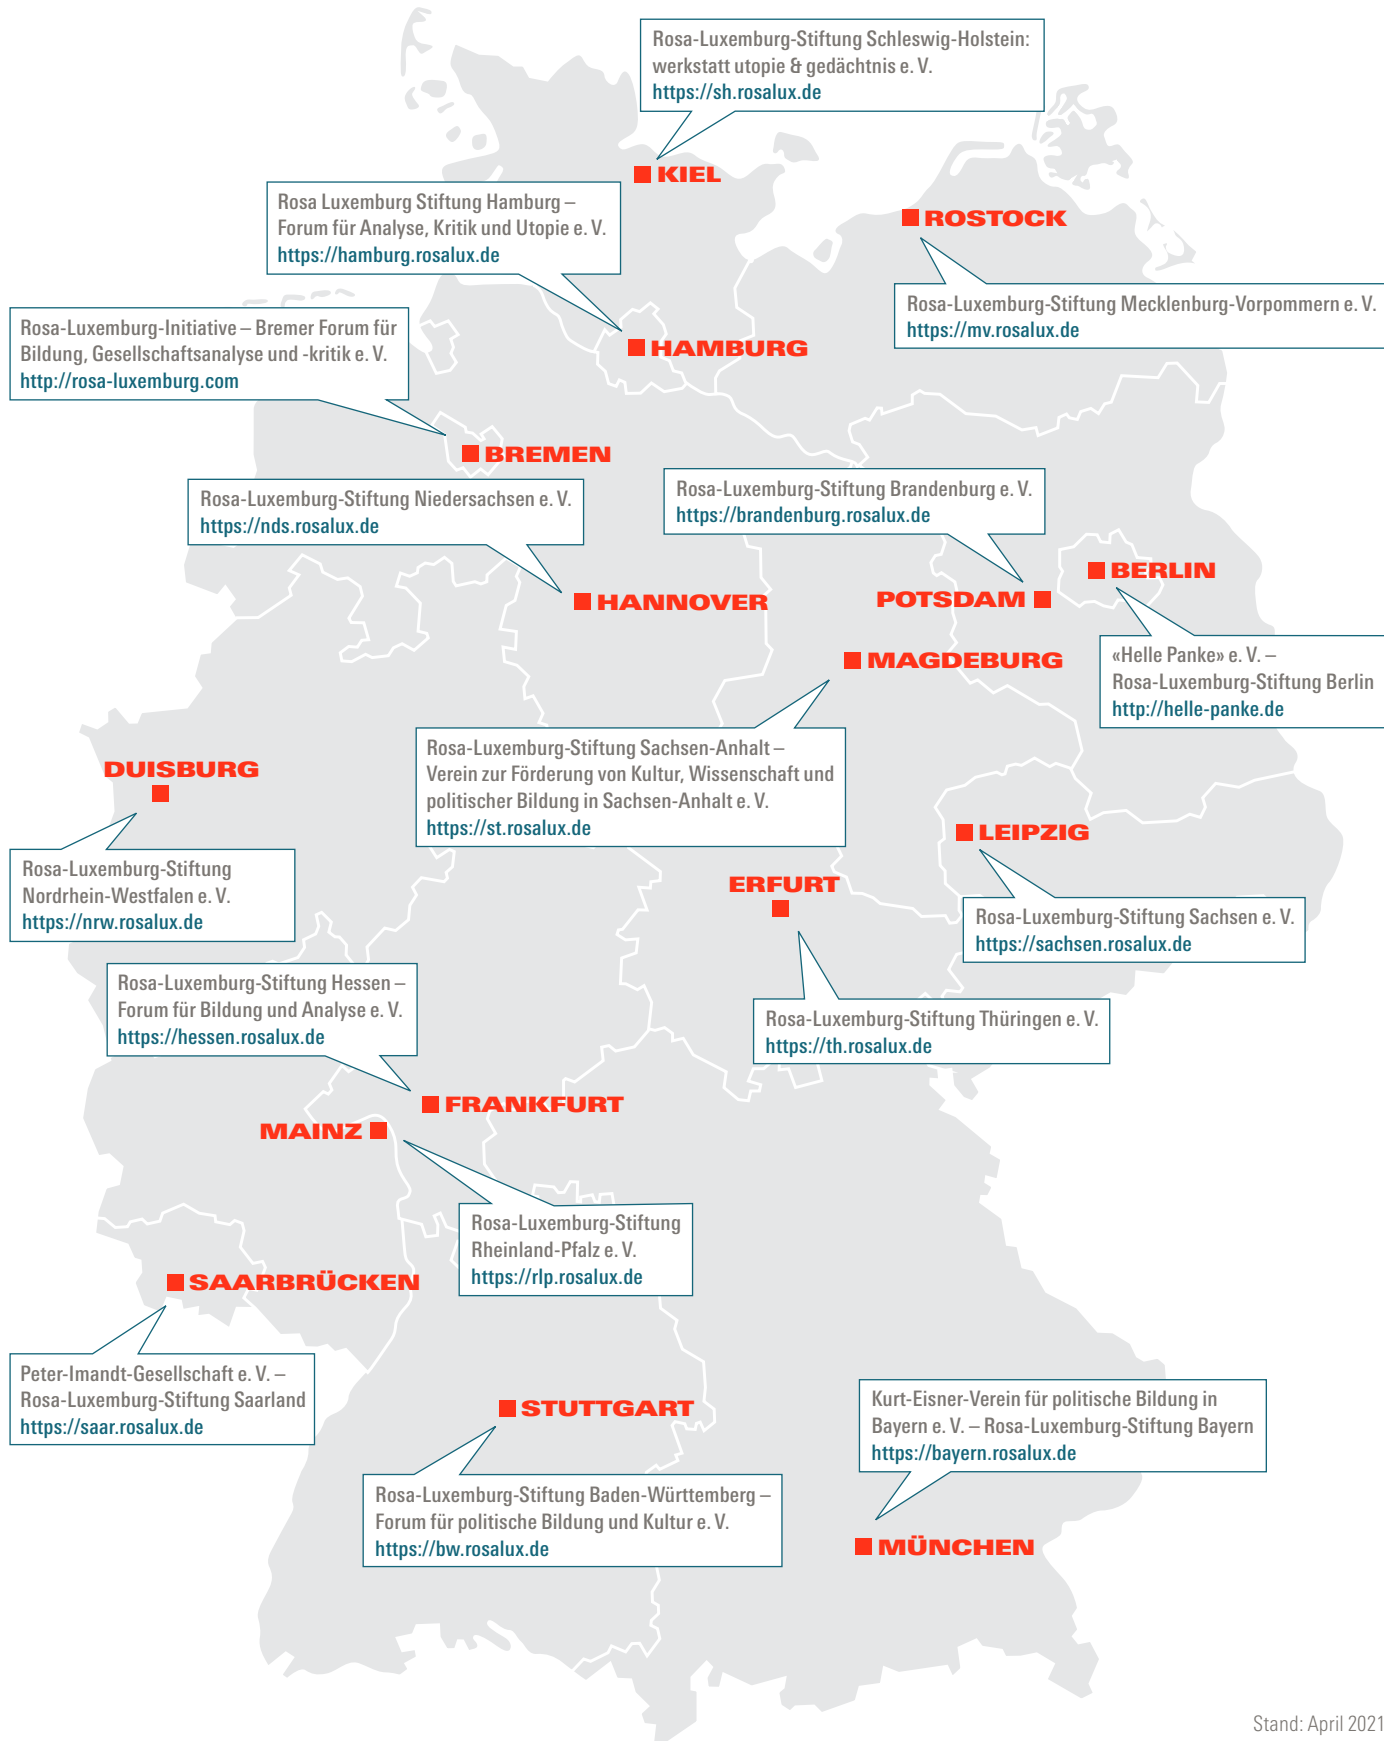 Rosa-Luxemburg-Stiftung Schleswig-Holstein:
werkstatt utopie & gedächtnis e. V.
https://sh.rosalux.de
KIEL
Rosa Luxemburg Stiftung Hamburg –
Forum für Analyse, Kritik und Utopie e. V.
https://hamburg.rosalux.de
ROSTOCK
Rosa-Luxemburg-Stiftung Mecklenburg-Vorpommern e. V.
https://mv.rosalux.de
Rosa-Luxemburg-Initiative – Bremer Forum für
Bildung, Gesellschaftsanalyse und -kritik e. V.
http://rosa-luxemburg.com
HAMBURG
BREMEN
Rosa-Luxemburg-Stiftung Niedersachsen e. V.
https://nds.rosalux.de
Rosa-Luxemburg-Stiftung Brandenburg e. V.
https://brandenburg.rosalux.de
BERLIN
HANNOVER
POTSDAM
«Helle Panke» e. V. –
Rosa-Luxemburg-Stiftung Berlin
http://helle-panke.de
MAGDEBURG
Rosa-Luxemburg-Stiftung Sachsen-Anhalt –
Verein zur Förderung von Kultur, Wissenschaft und
politischer Bildung in Sachsen-Anhalt e. V.
https://st.rosalux.de
DUISBURG
Rosa-Luxemburg-Stiftung
Nordrhein-Westfalen e. V.
https://nrw.rosalux.de
LEIPZIG
Rosa-Luxemburg-Stiftung Sachsen e. V.
https://sachsen.rosalux.de
ERFURT
Rosa-Luxemburg-Stiftung Thüringen e. V.
https://th.rosalux.de
Rosa-Luxemburg-Stiftung Hessen –
Forum für Bildung und Analyse e. V.
https://hessen.rosalux.de
FRANKFURT
MAINZ
Rosa-Luxemburg-Stiftung
Rheinland-Pfalz e. V.
https://rlp.rosalux.de
SAARBRÜCKEN
Peter-Imandt-Gesellschaft e. V. –
Rosa-Luxemburg-Stiftung Saarland
https://saar.rosalux.de
STUTTGART
Rosa-Luxemburg-Stiftung Baden-Württemberg –
Forum für politische Bildung und Kultur e. V.
https://bw.rosalux.de
Kurt-Eisner-Verein für politische Bildung in
Bayern e. V. – Rosa-Luxemburg-Stiftung Bayern
https://bayern.rosalux.de
MÜNCHEN
Stand: April 2021